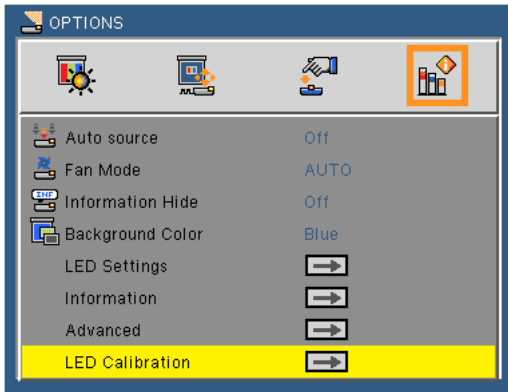 OPTIONS
Auto source Off
Fan Mode AUTO
INF Information Hide Off
Background Color Blue
LED Settings
Information
Advanced
LED Calibration